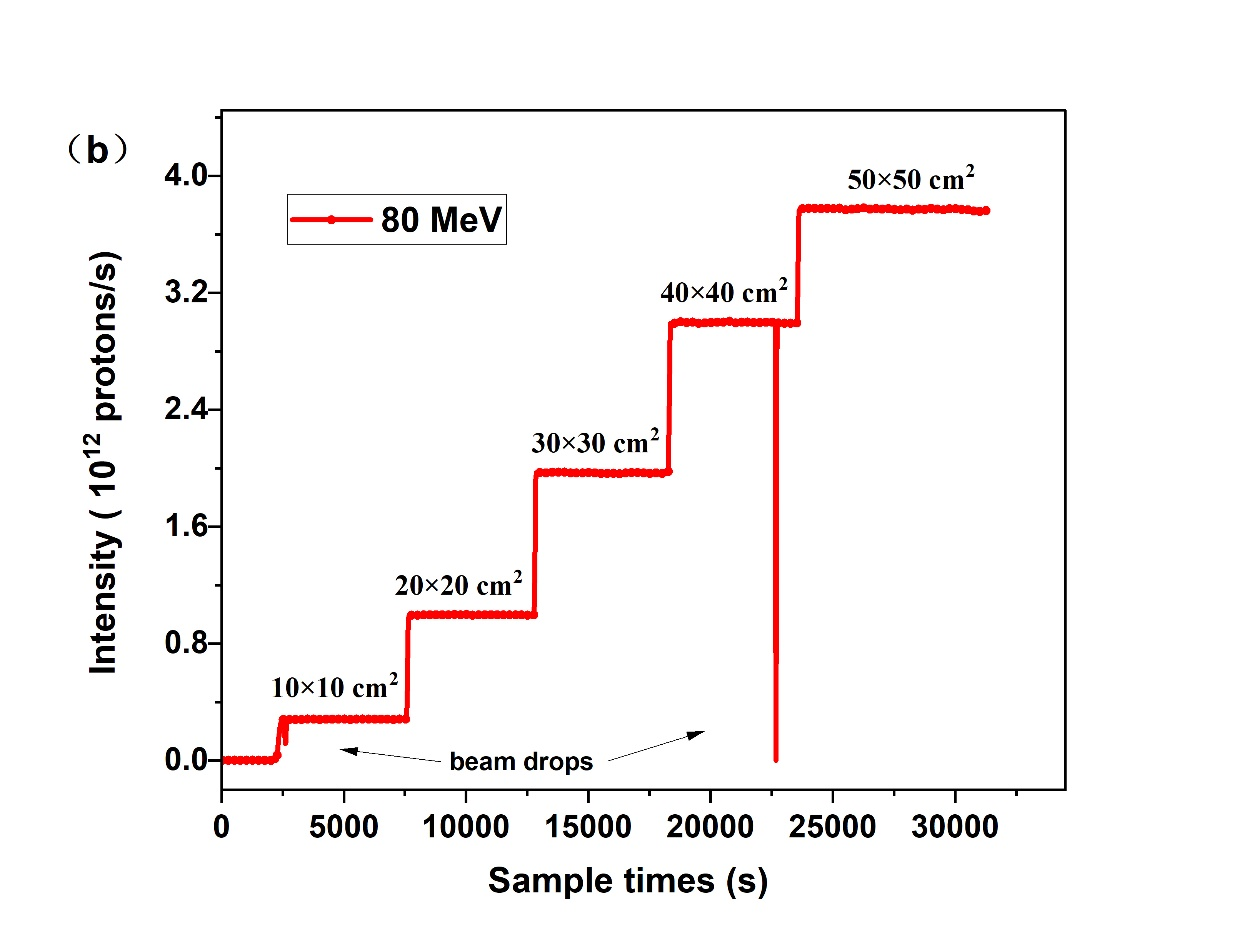 （b）
80 MeV
50×50 cm²
40×40 cm²
30×30 cm²
20×20 cm²
10×10 cm²
beam drops
4.0
3.2
2.4
1.6
0.8
0.0
Intensity ( 10¹² protons/s)
0 5000 10000 15000 20000 25000 30000
Sample times (s)